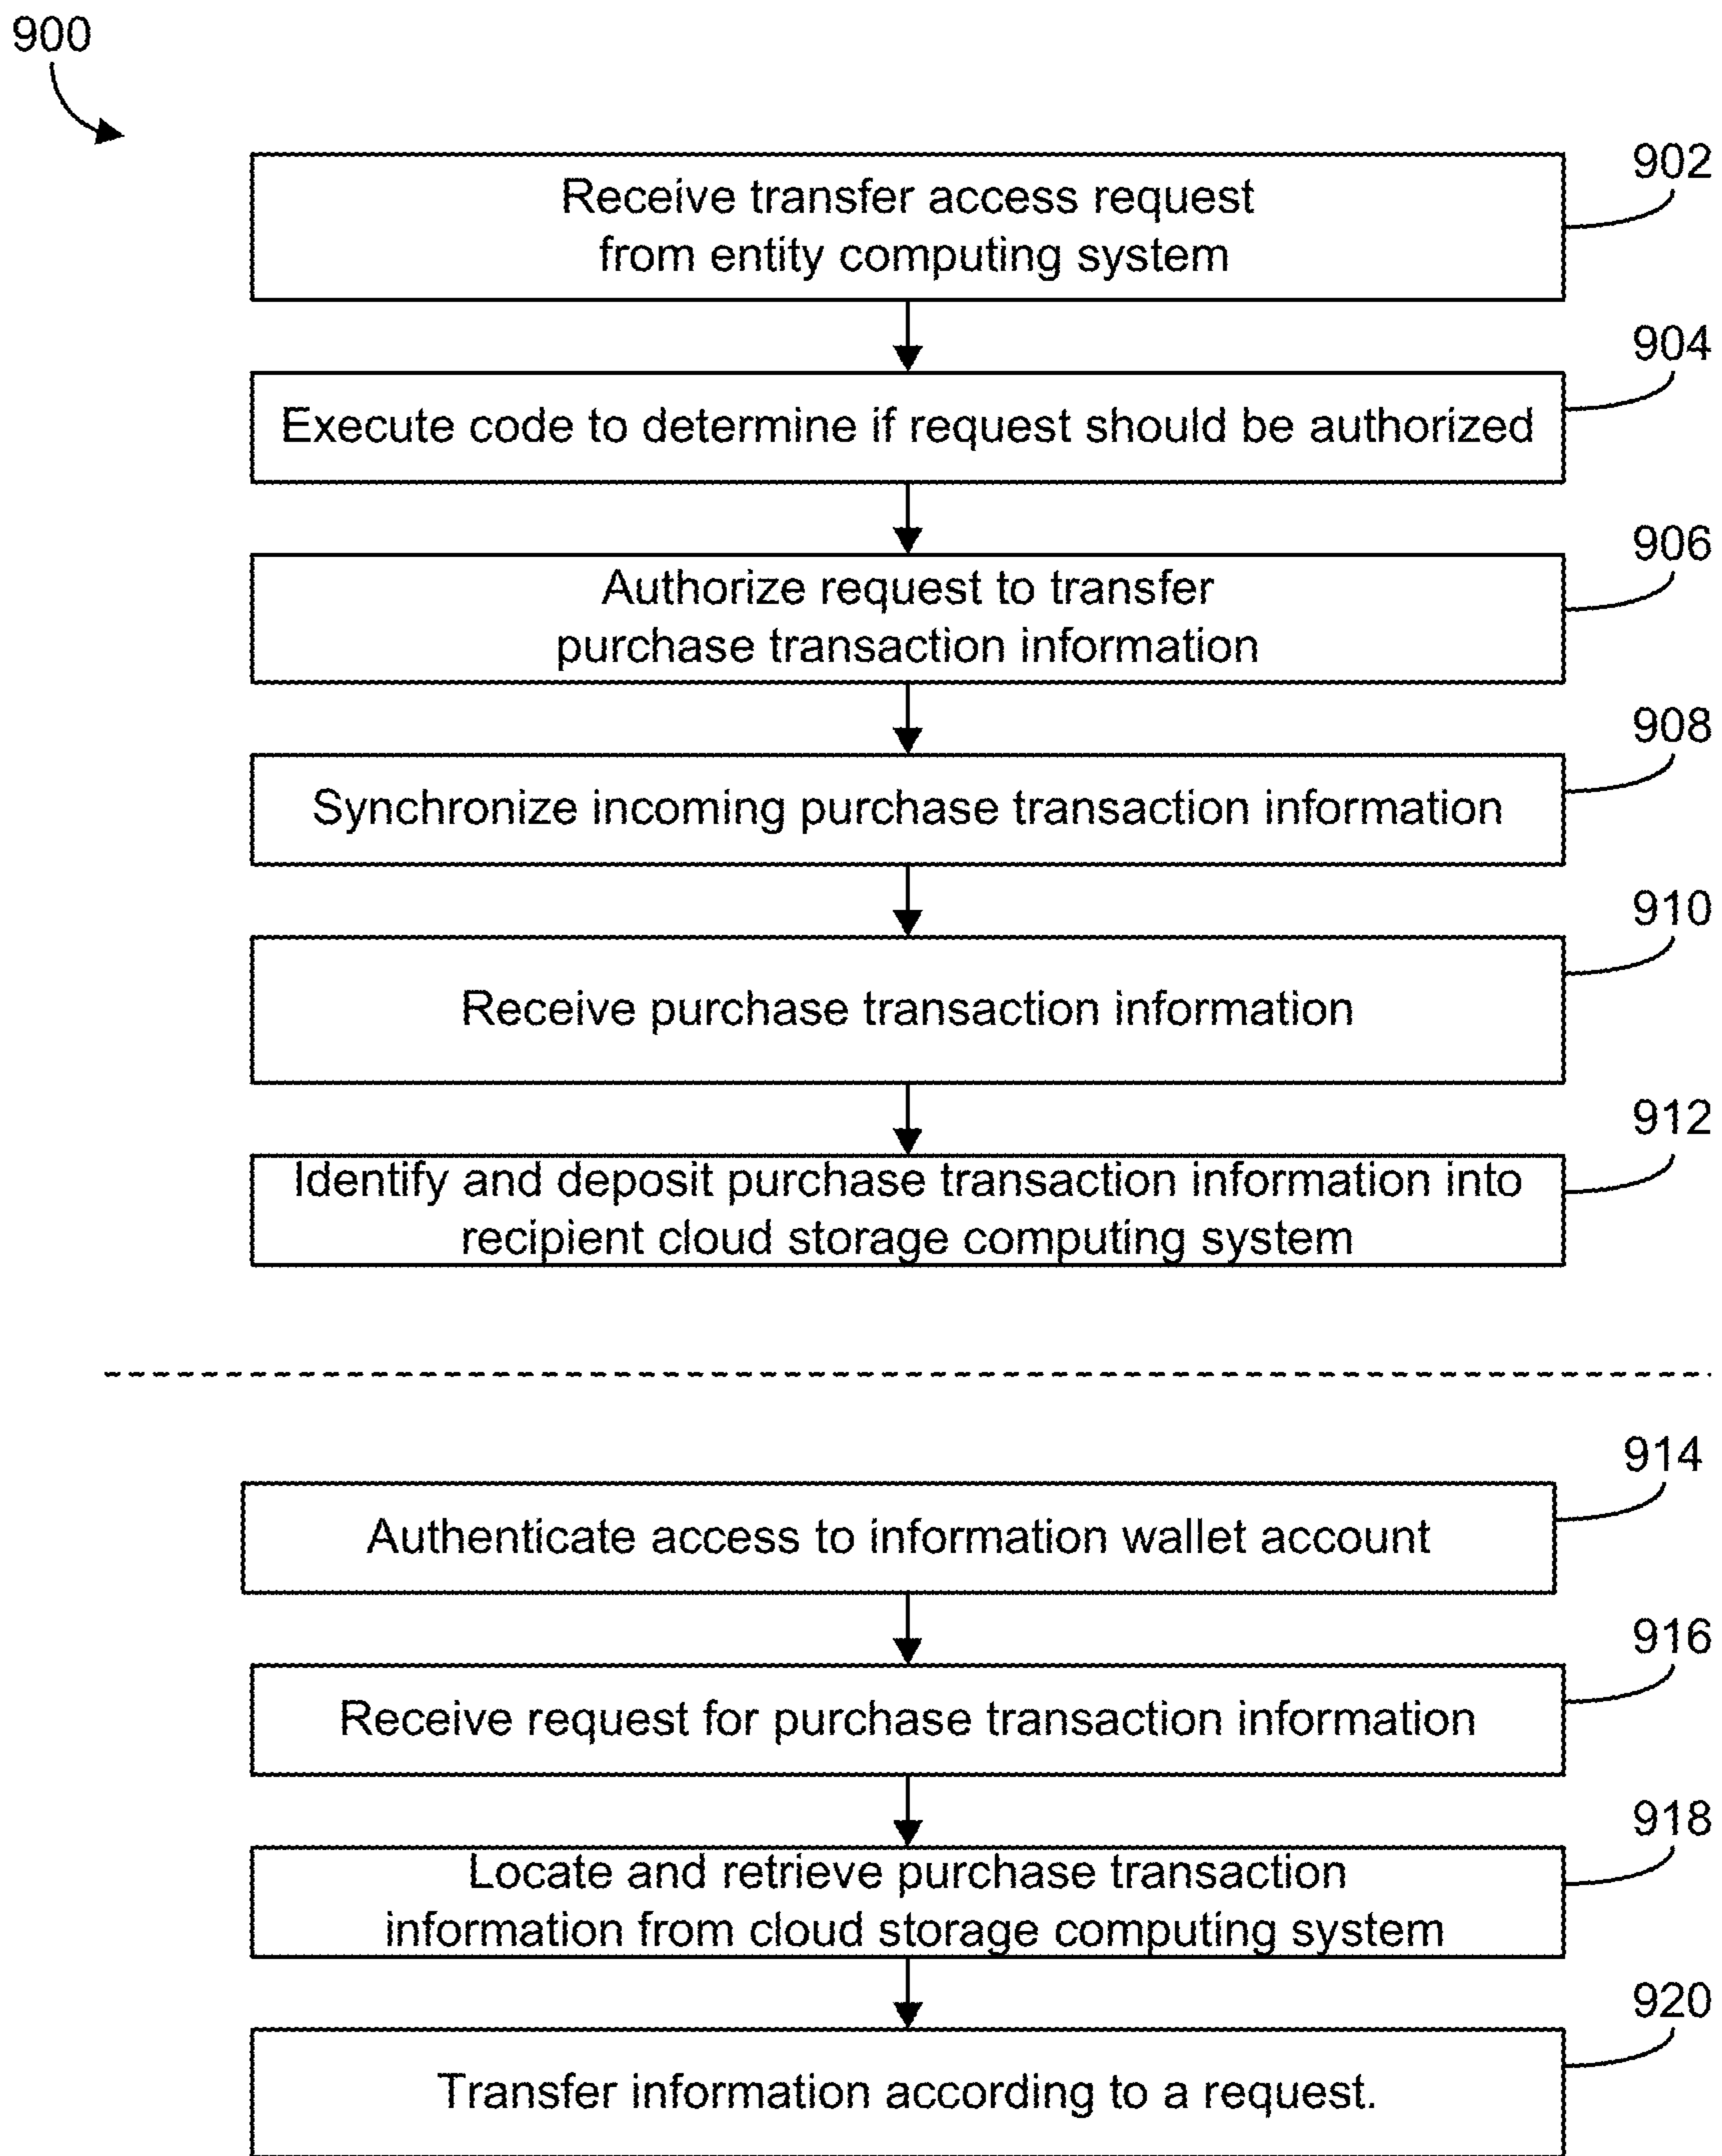 900
902
Receive transfer access request
from entity computing system
904
Execute code to determine if request should be authorized
906
Authorize request to transfer
purchase transaction information
908
Synchronize incoming purchase transaction information
910
Receive purchase transaction information
912
Identify and deposit purchase transaction information into
recipient cloud storage computing system
914
Authenticate access to information wallet account
916
Receive request for purchase transaction information
918
Locate and retrieve purchase transaction
information from cloud storage computing system
920
Transfer information according to a request.